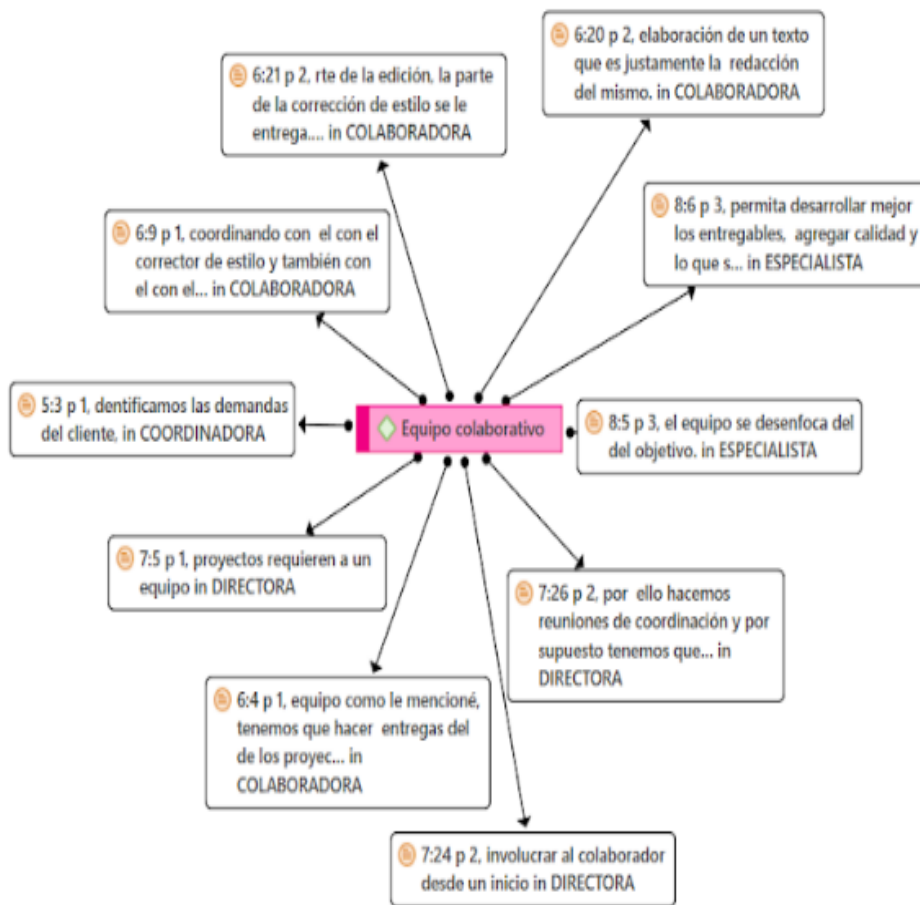 6:20 p 2, elaboración de un texto
que es justamente la redacción
del mismo. in COLABORADORA
6:21 p 2, rte de la edición, la parte
de la corrección de estilo se le
entrega.... in COLABORADORA
8:6 p 3, permita desarrollar mejor
los entregables, agregar calidad y
lo que s... in ESPECIALISTA
6:9 p 1, coordinando con el con el
corrector de estilo y también con
el con el... in COLABORADORA
5:3 p 1, dentificamos las demandas
del cliente, in COORDINADORA
Equipo colaborativo
8:5 p 3, el equipo se desenfoca del
del objetivo. in ESPECIALISTA
7:5 p 1, proyectos requieren a un
equipo in DIRECTORA
7:26 p 2, por ello hacemos
reuniones de coordinación y por
supuesto tenemos que... in
DIRECTORA
6:4 p 1, equipo como le mencioné,
tenemos que hacer entregas del
de los proyec... in
COLABORADORA
7:24 p 2, involucrar al colaborador
desde un inicio in DIRECTORA